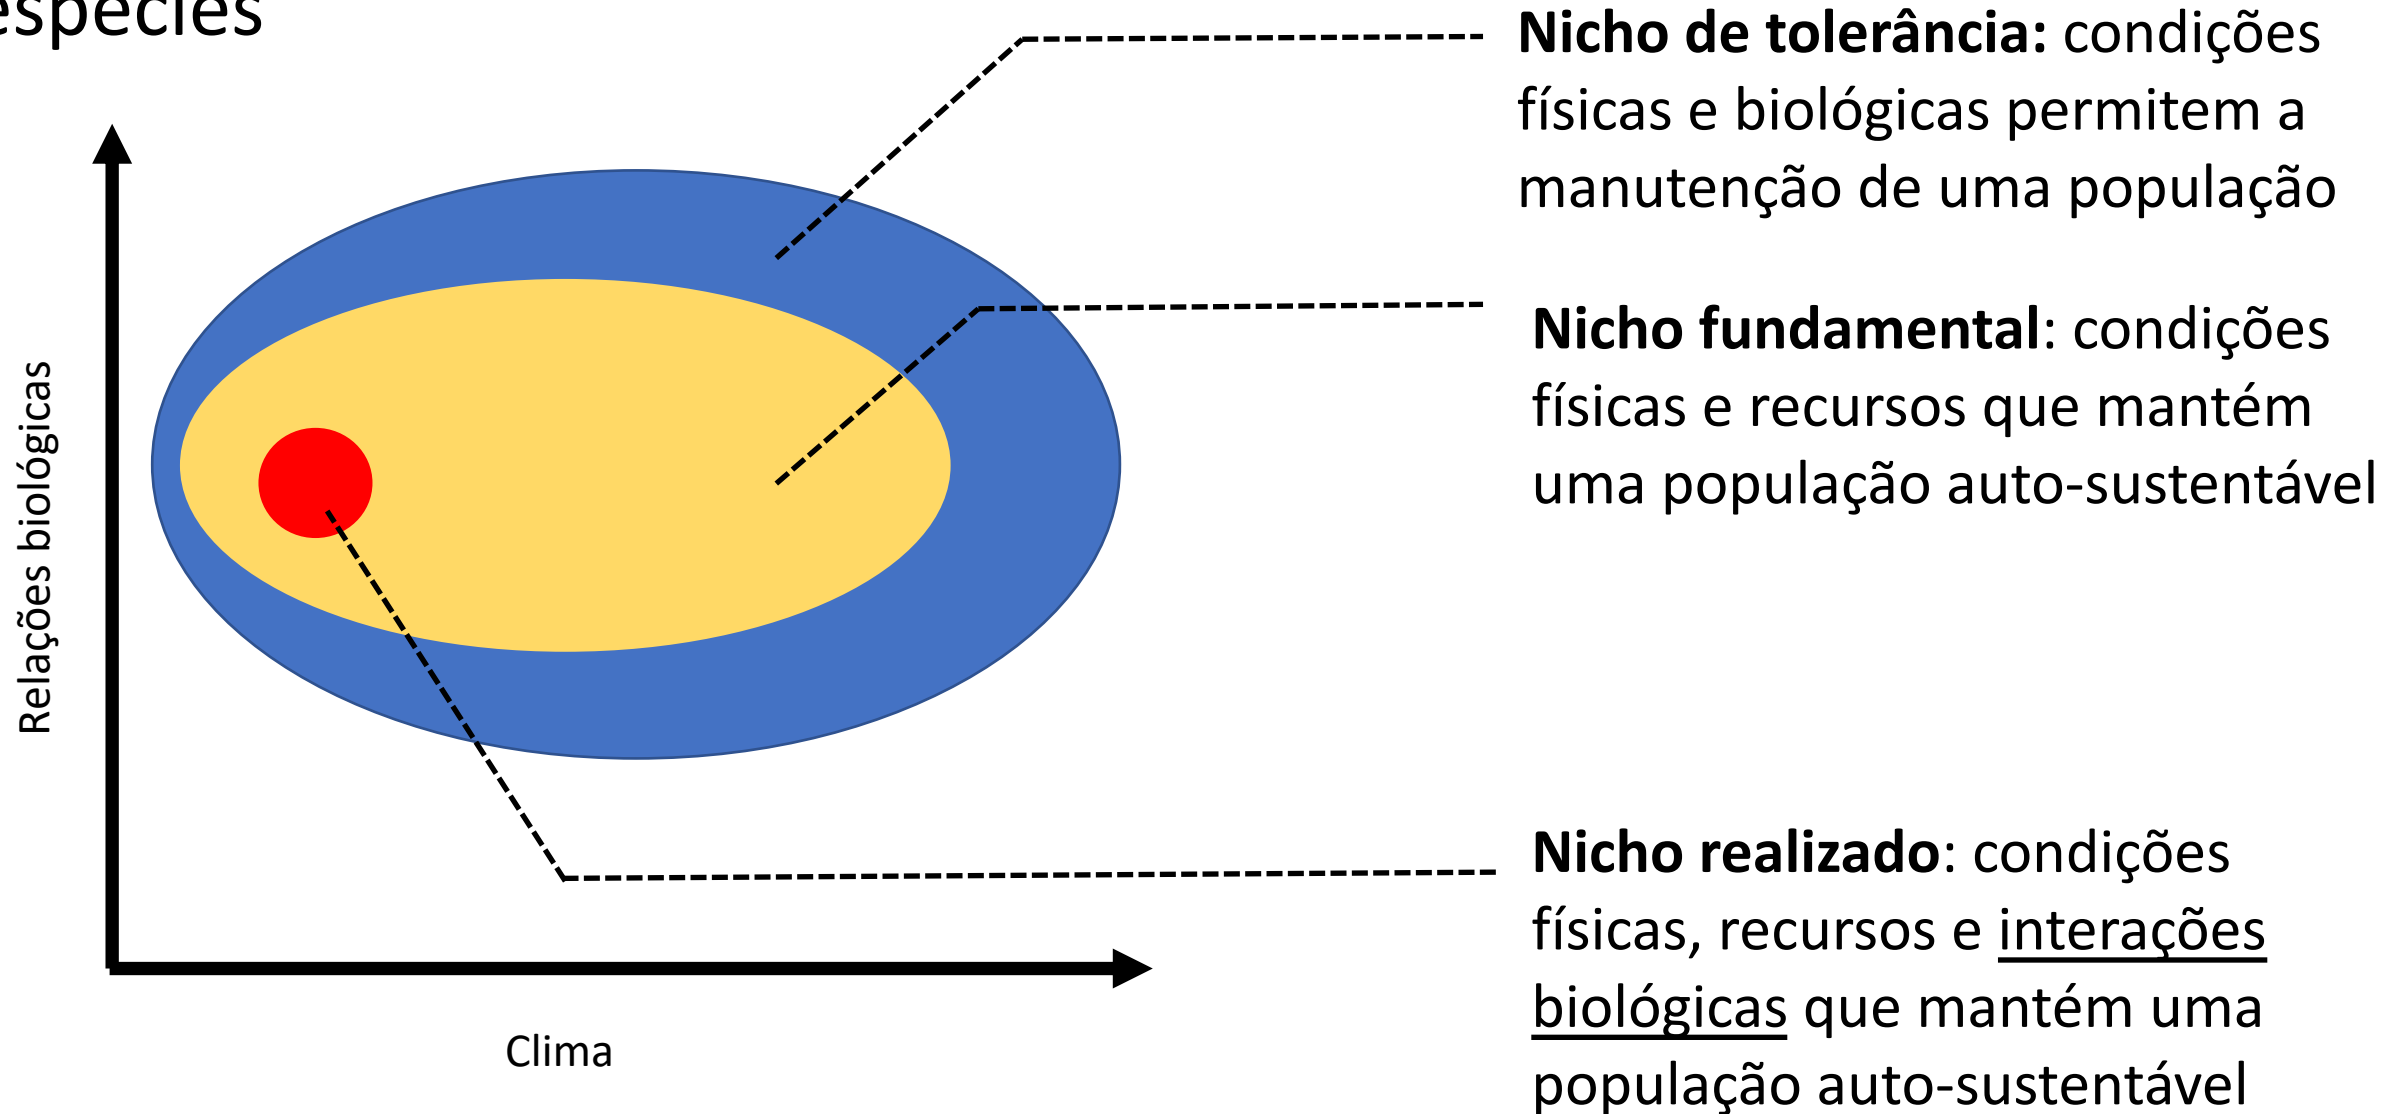 espécies
Nicho de tolerância: condições
físicas e biológicas permitem a
manutenção de uma população
Nicho fundamental: condições
físicas e recursos que mantém
uma população auto-sustentável
Relações biológicas
Nicho realizado: condições
físicas, recursos e interações
biológicas que mantém uma
população auto-sustentável
Clima